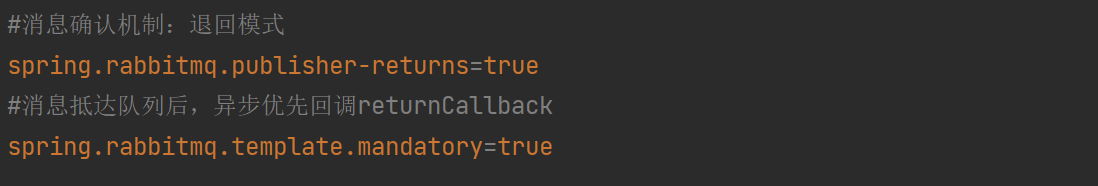 #消息确认机制：退回模式
spring.rabbitmq.publisher-returns=true
#消息抵达队列后，异步优先回调returnCallback
spring.rabbitmq.template.mandatory=true